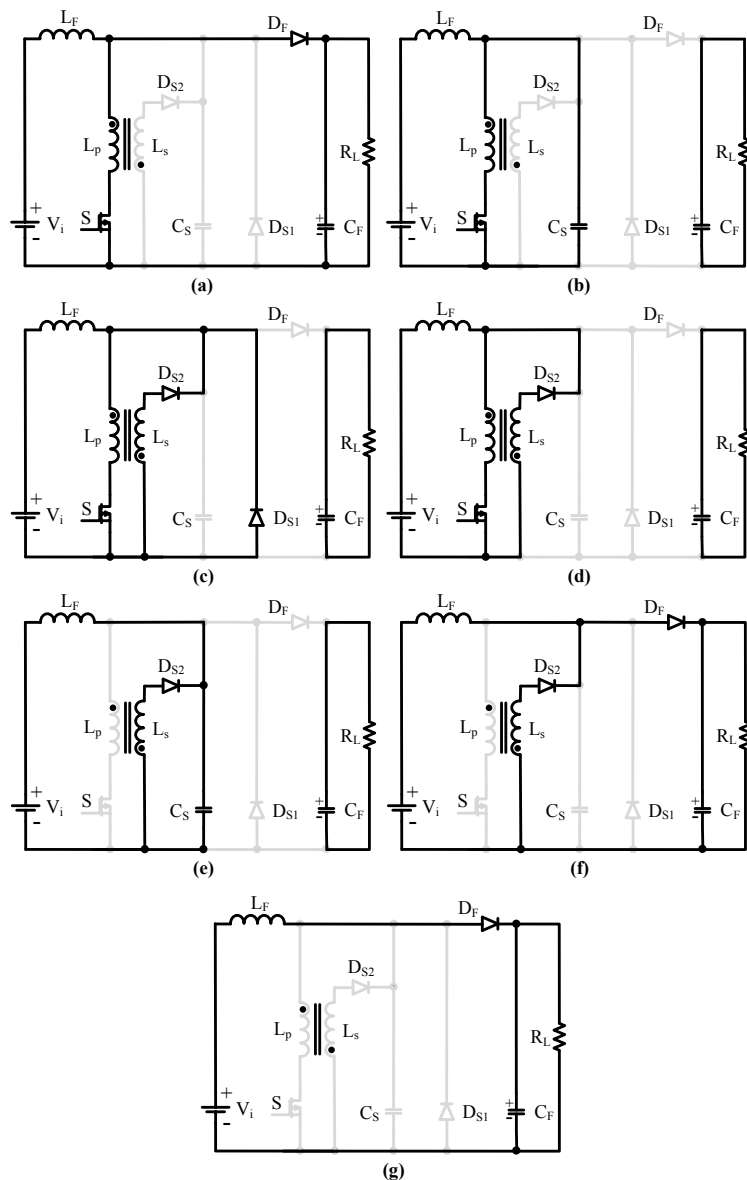 L_F D_F
D_S2
L_p L_s
R_L
+ V_i - S C_S D_S1 + - C_F
(a)
L_F D_F
D_S2
L_p L_s
R_L
+ V_i - S C_S D_S1 + - C_F
(b)
L_F D_F
D_S2
L_p L_s
R_L
+ V_i - S C_S D_S1 + - C_F
(c)
L_F D_F
D_S2
L_p L_s
R_L
+ V_i - S C_S D_S1 + - C_F
(d)
L_F D_F
D_S2
L_p L_s
R_L
+ V_i - S C_S D_S1 + - C_F
(e)
L_F D_F
D_S2
L_p L_s
R_L
+ V_i - S C_S D_S1 + - C_F
(f)
L_F D_F
D_S2
L_p L_s
R_L
+ V_i - S C_S D_S1 + - C_F
(g)